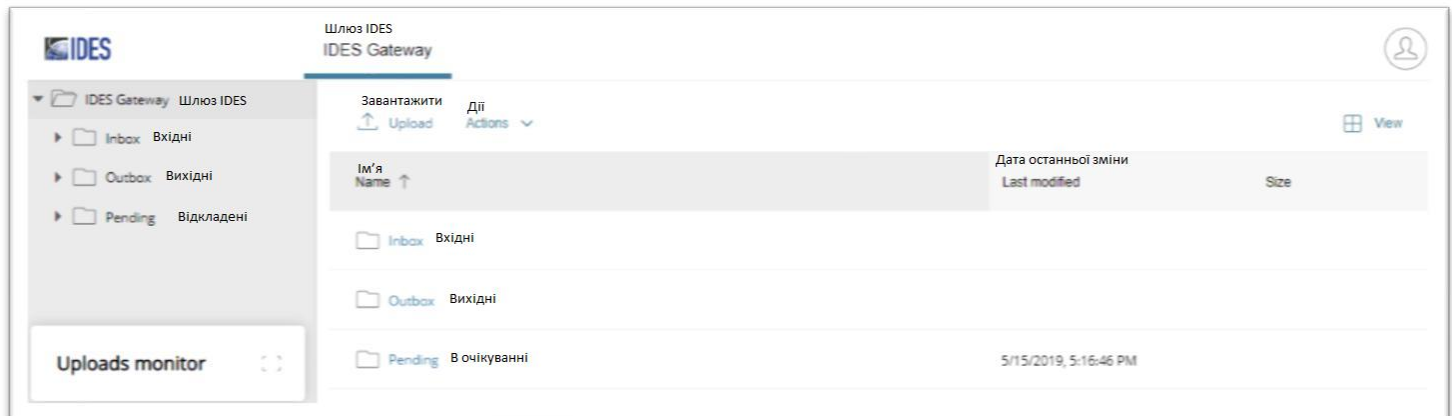 IDES
Шлюз IDES
IDES Gateway
IDES Gateway Шлюз IDES
Inbox Вхідні
Outbox Вихідні
Pending Відкладені
Uploads monitor
Завантажити Дії
Upload Actions
View
Ім’я Дата останньої зміни
Name Last modified Size
Inbox Вхідні
Outbox Вихідні
Pending В очікуванні 5/15/2019, 5:16:46 PM